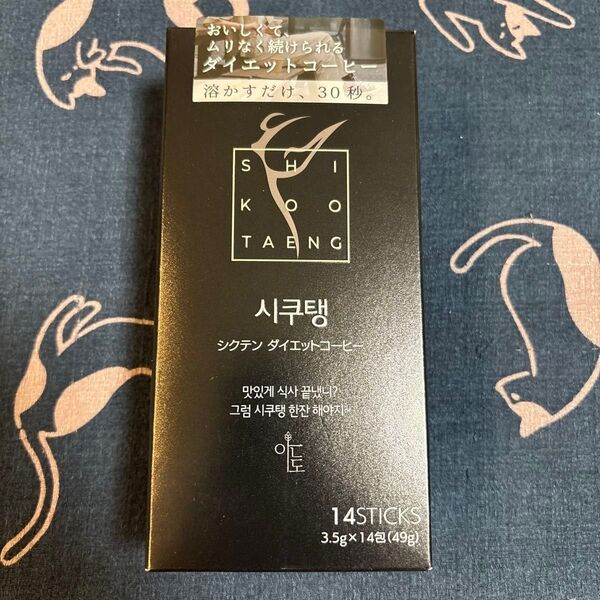 おいしくて、
ムリなく続けられる
ダイエットコーヒー
溶かすだけ、30秒。
SHI
KOO
TAENG
시쿠탱
シクテン ダイエットコーヒー
맛있게 식사 끝냈니?
그럼 시쿠탱 한잔 해야지~
14STICKS
3.5g×14包(49g)